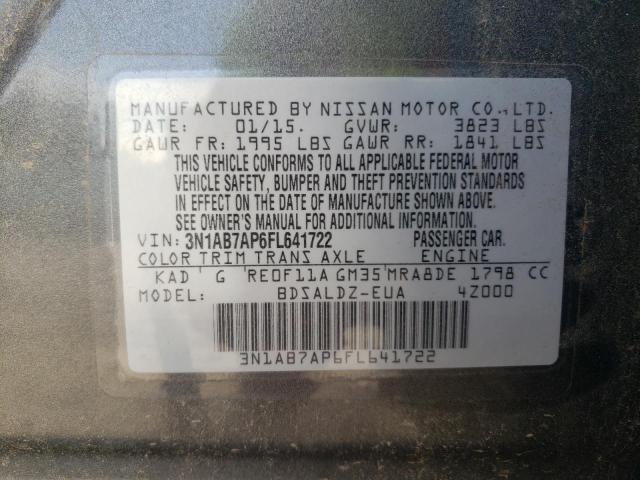 MANUFACTURED BY NISSAN MOTOR CO., LTD.
DATE: 01/15. GVWR: 3823 LBS
GAWR FR: 1995 LBS GAWR RR: 1841 LBS
THIS VEHICLE CONFORMS TO ALL APPLICABLE FEDERAL MOTOR
VEHICLE SAFETY, BUMPER AND THEFT PREVENTION STANDARDS
IN EFFECT ON THE DATE OF MANUFACTURE SHOWN ABOVE.
SEE OWNER'S MANUAL FOR ADDITIONAL INFORMATION.
VIN: 3N1AB7AP6FL641722 PASSENGER CAR.
COLOR TRIM TRANS AXLE ENGINE
KAD G RE0F11A GM35 MRA8DE 1798 CC
MODEL: BDSALDZ-EUA 4Z000
3N1AB7AP6FL641722